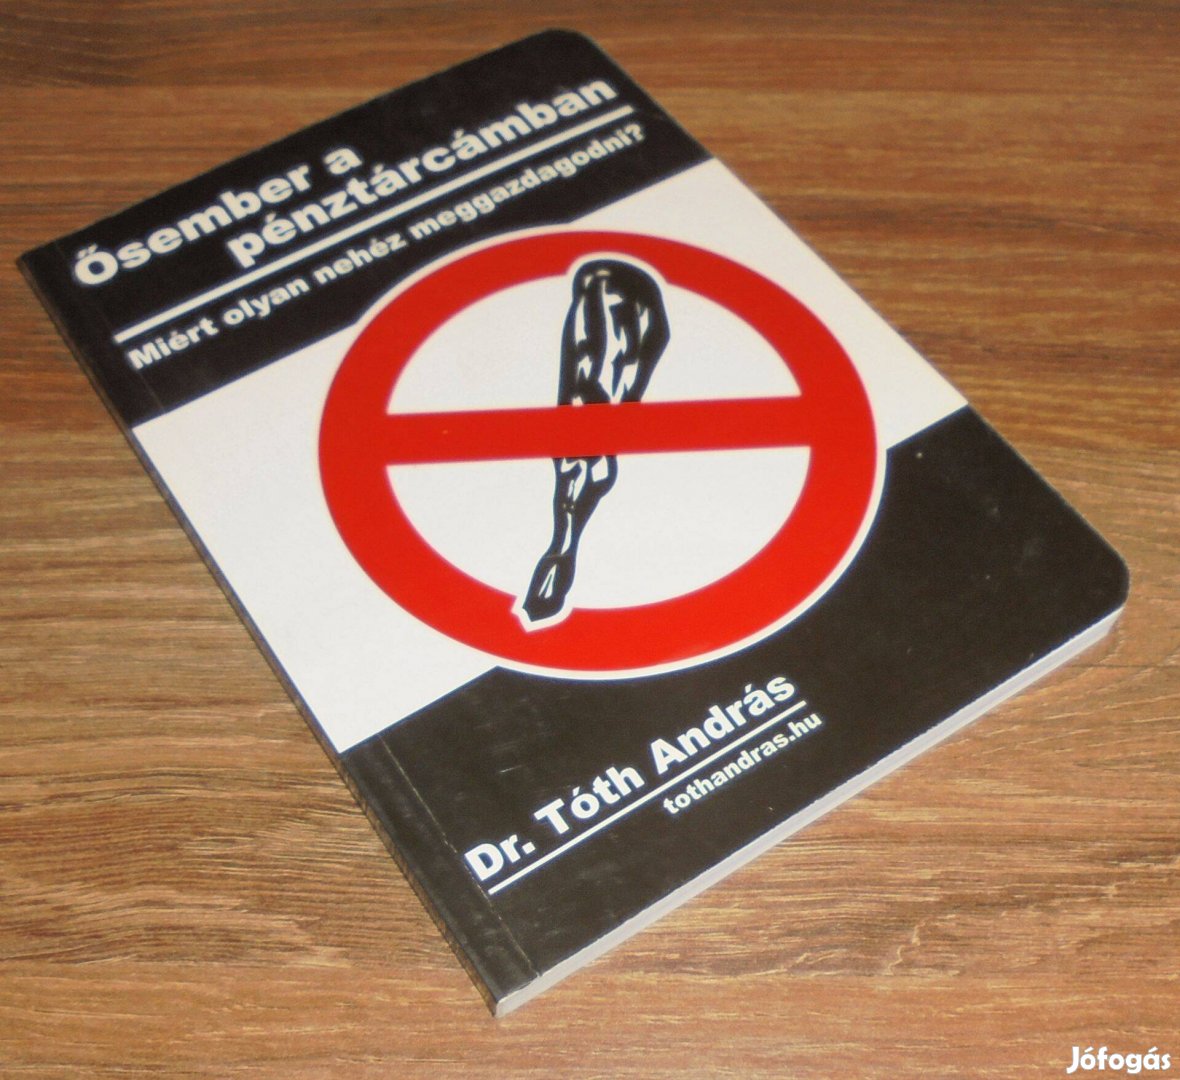 Ősember a
pénztárcámban
Miért olyan nehéz meggazdagodni?
Dr. Tóth András
tothandras.hu
Jófogás